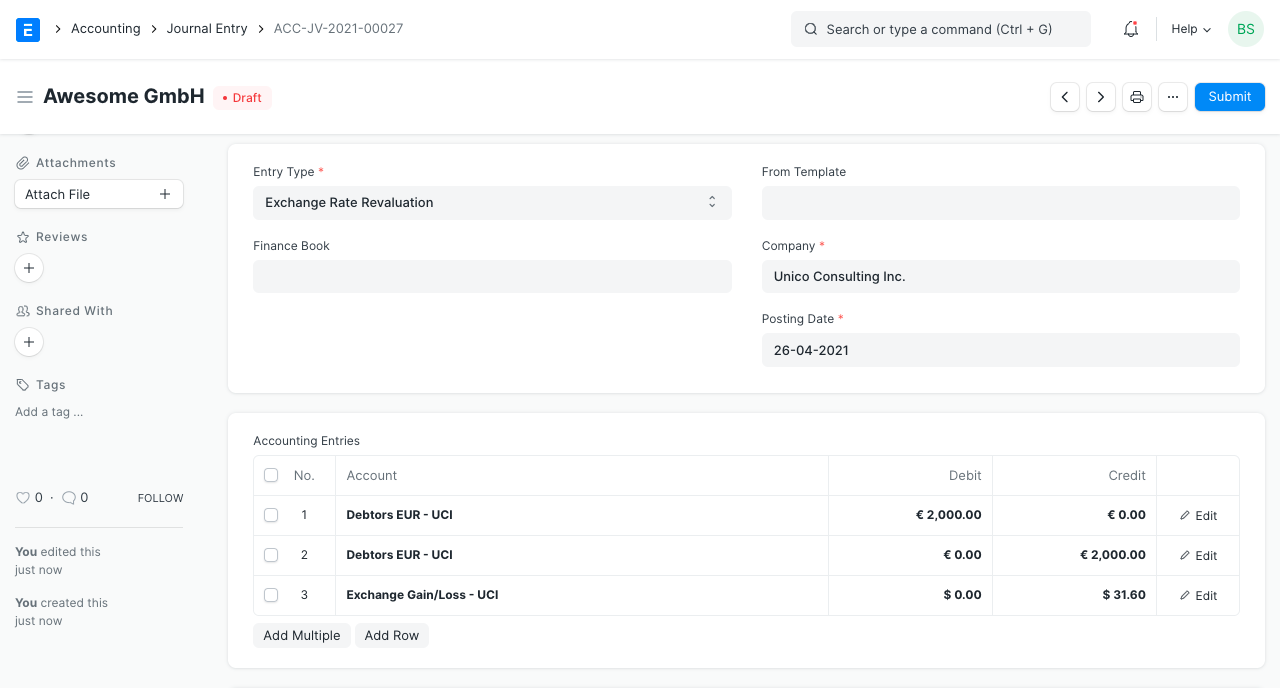 E Accounting Journal Entry ACC-JV-2021-00027 Search or type a command (Ctrl + G) Help BS
Awesome GmbH • Draft ... Submit
Attachments
Attach File +
Reviews
+
Shared With
+
Tags
Add a tag ...
0 · 0 FOLLOW
You edited this
just now
You created this
just now
Entry Type *
Exchange Rate Revaluation
From Template
Finance Book
Company *
Unico Consulting Inc.
Posting Date *
26-04-2021
Accounting Entries
No. Account Debit Credit
1 Debtors EUR - UCI € 2,000.00 € 0.00 Edit
2 Debtors EUR - UCI € 0.00 € 2,000.00 Edit
3 Exchange Gain/Loss - UCI $ 0.00 $ 31.60 Edit
Add Multiple Add Row